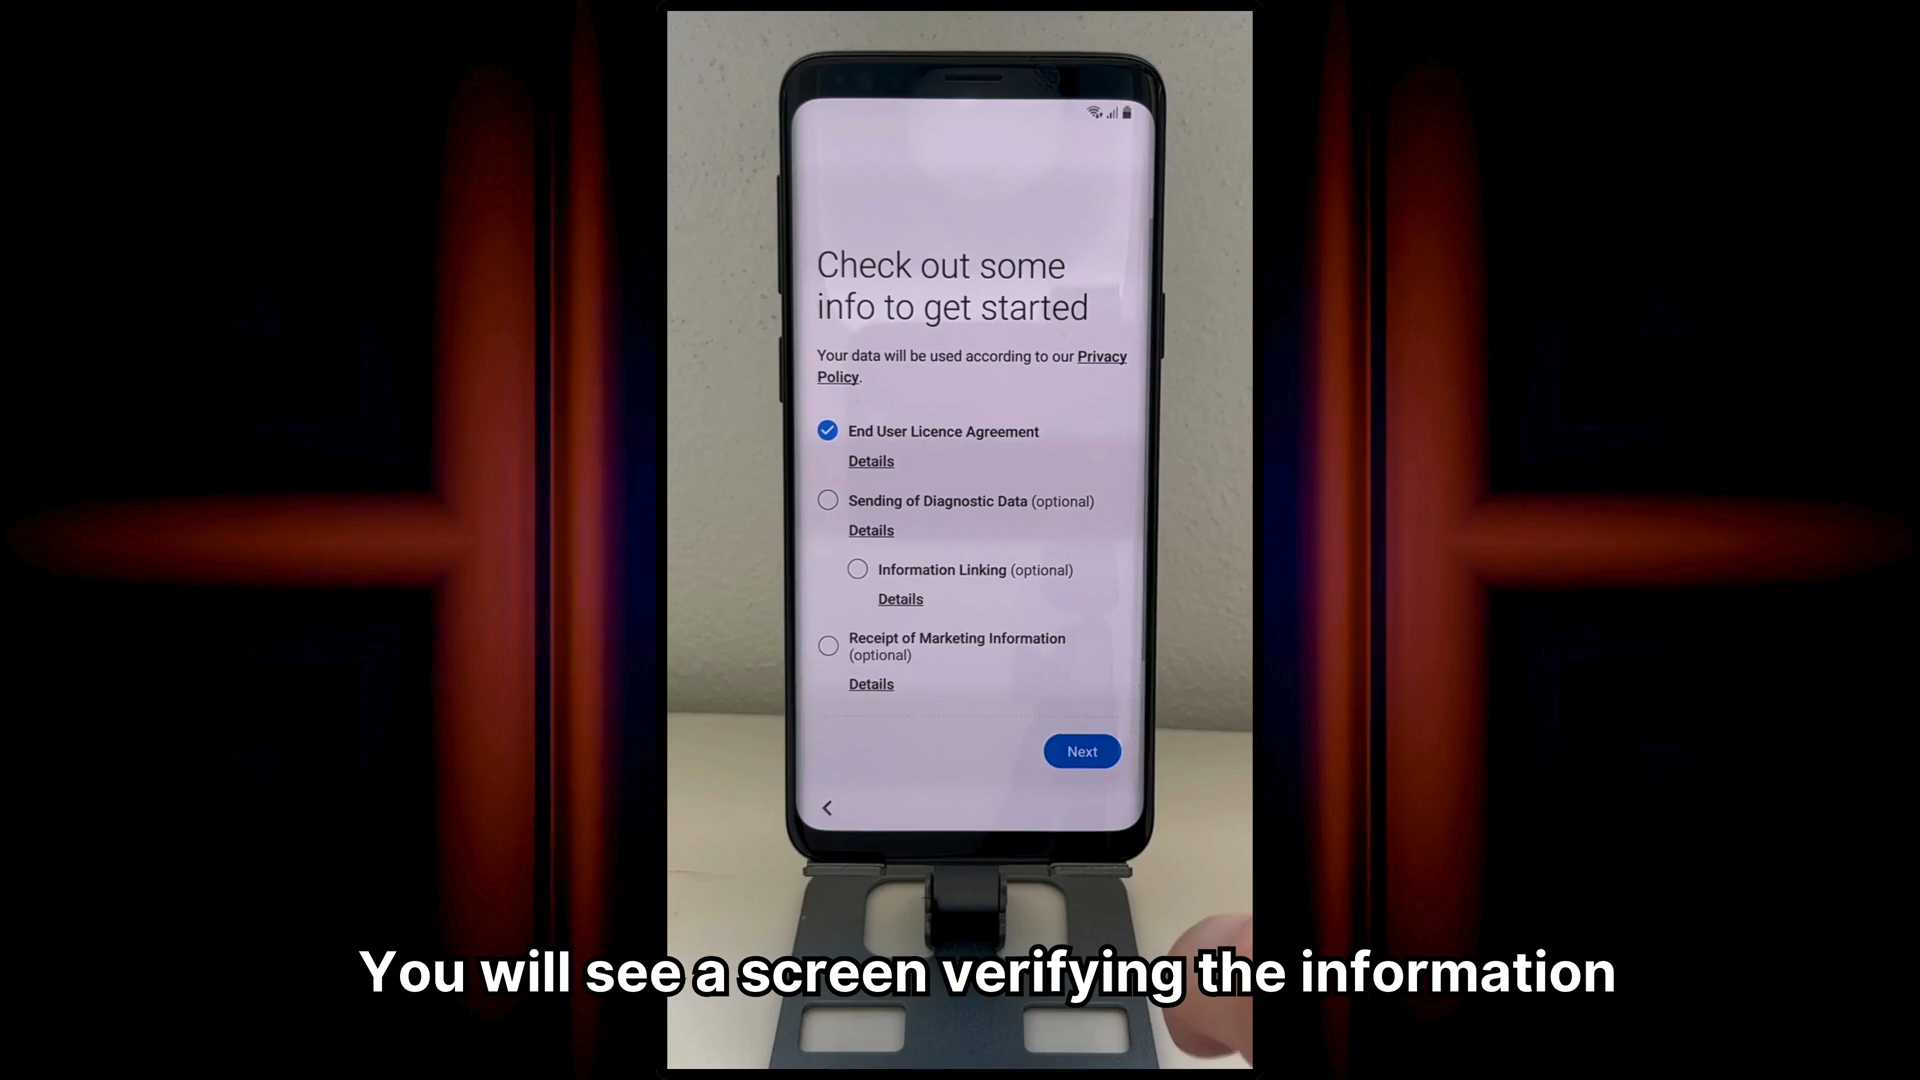 Check out some
info to get started
Your data will be used according to our Privacy
Policy.
End User Licence Agreement
Details
Sending of Diagnostic Data (optional)
Details
Information Linking (optional)
Details
Receipt of Marketing Information
(optional)
Details
Next
You will see a screen verifying the information